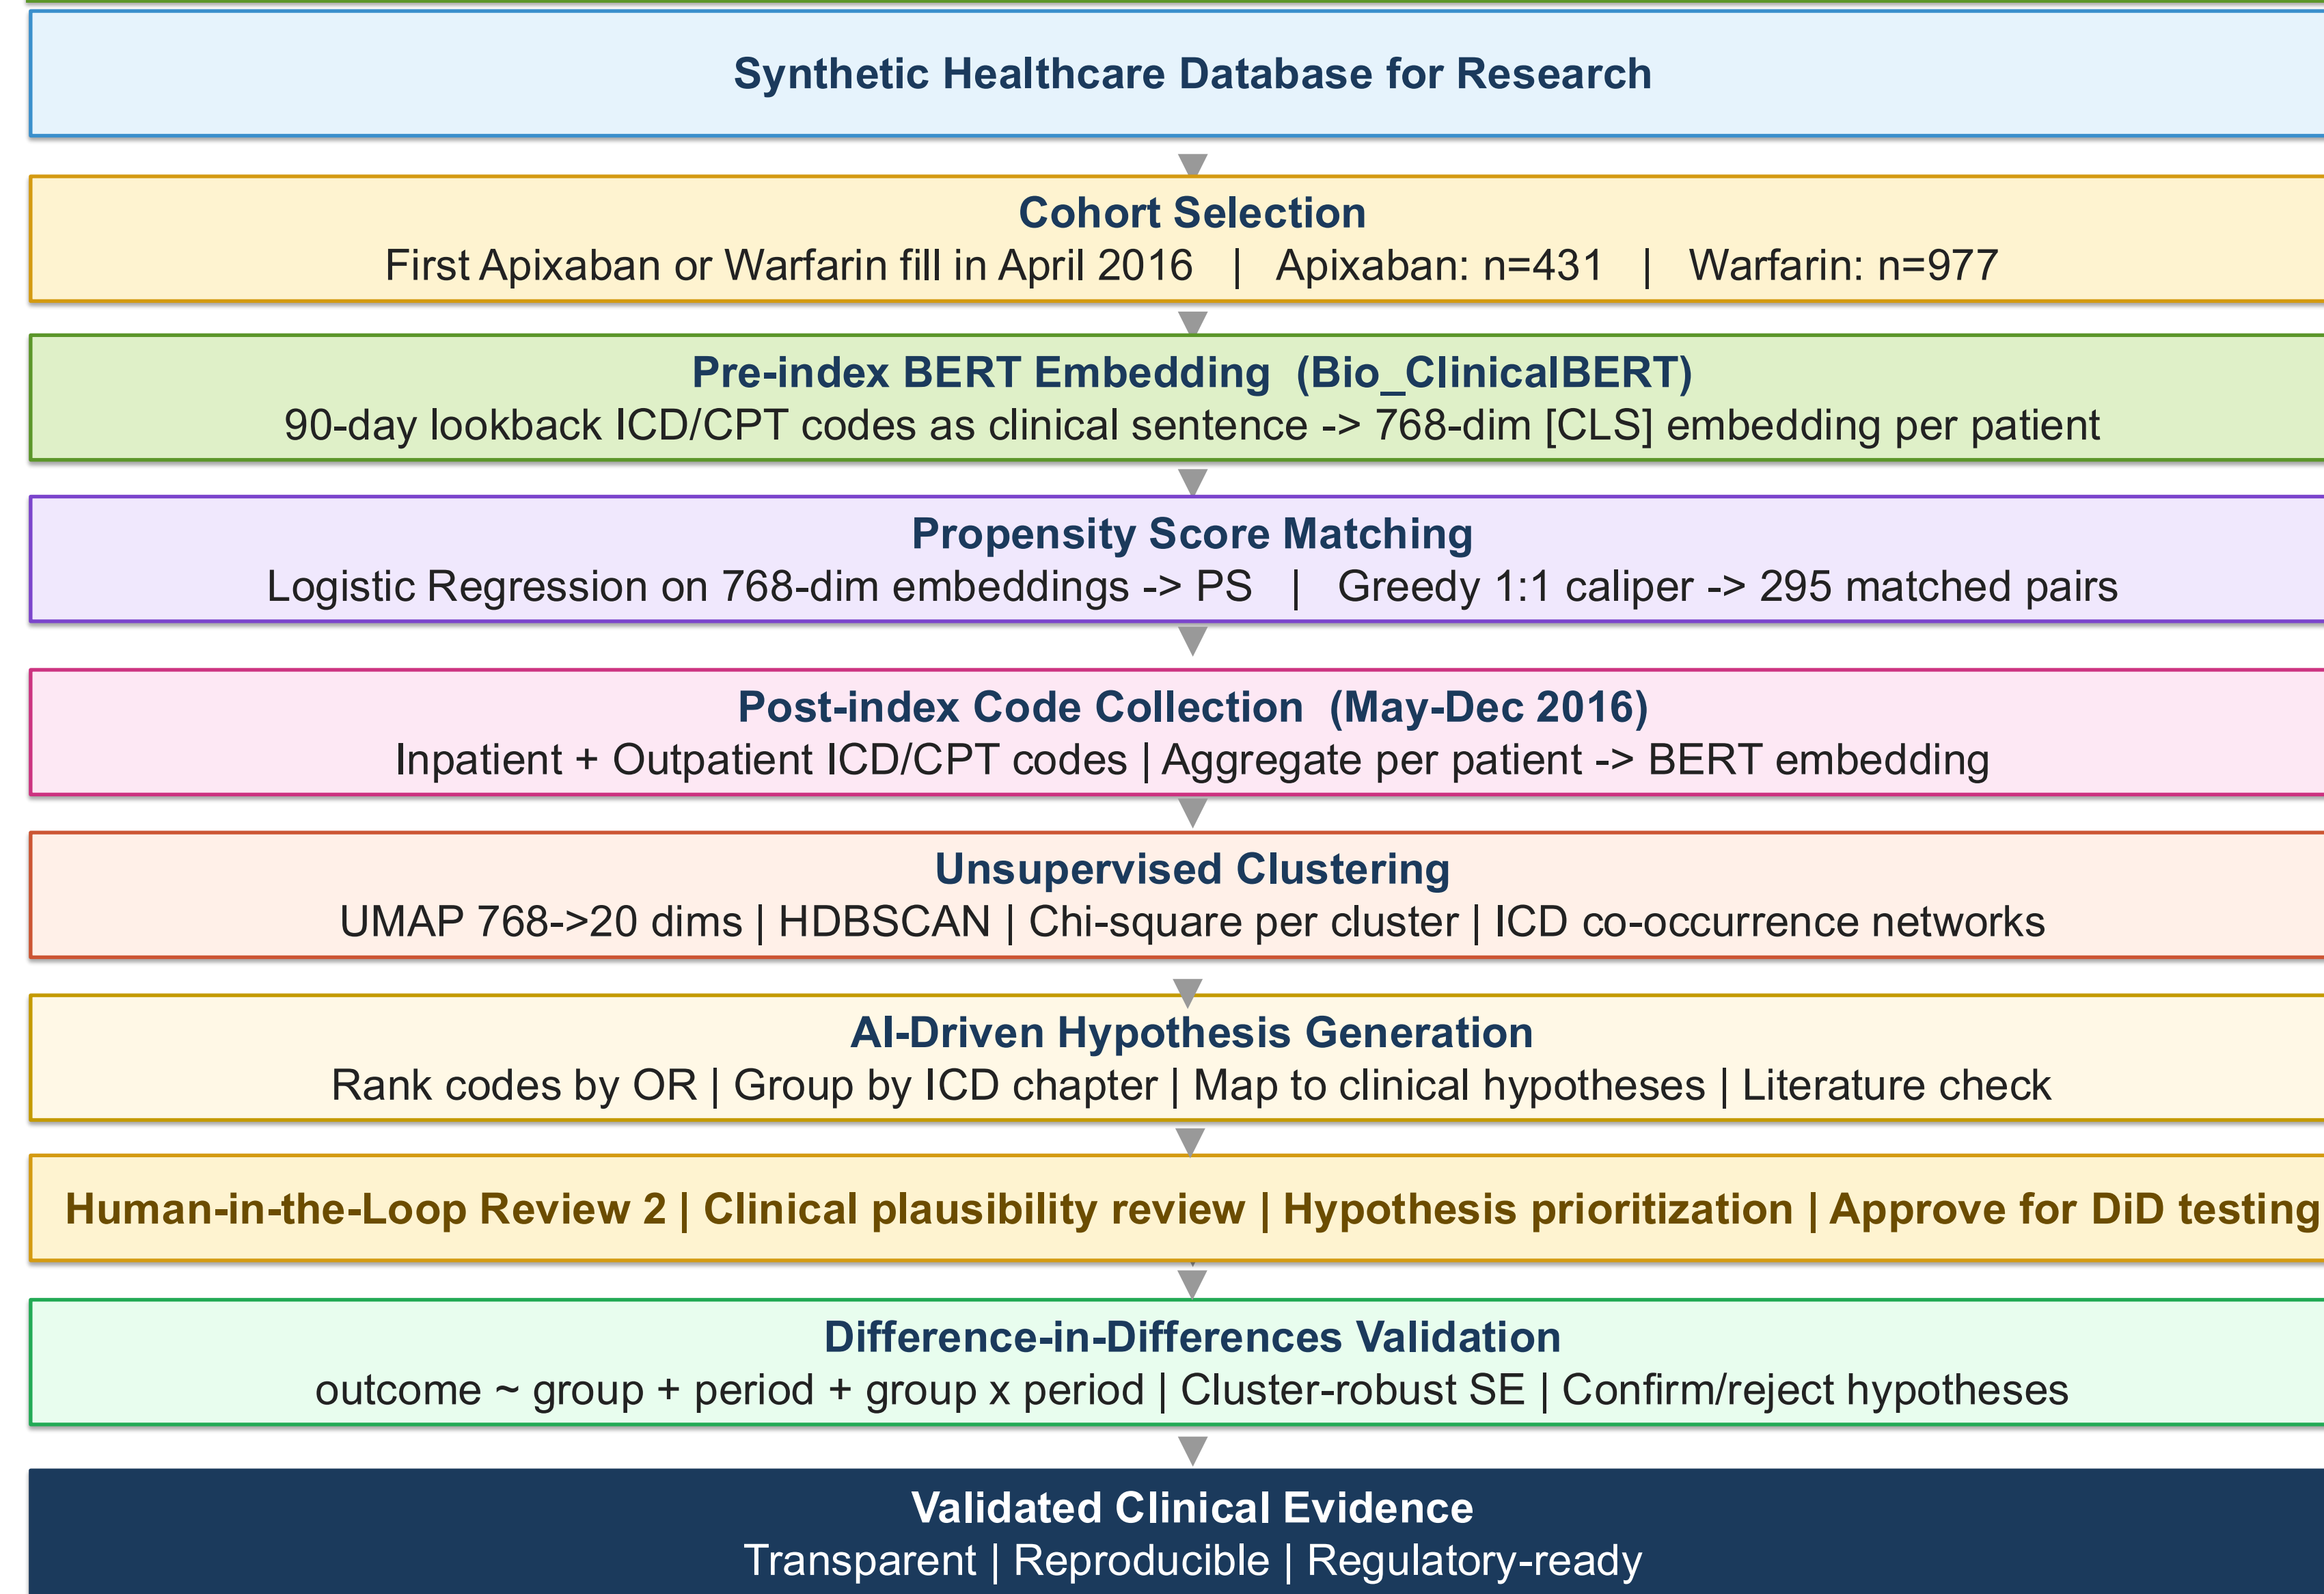 Synthetic Healthcare Database for Research
Cohort Selection
First Apixaban or Warfarin fill in April 2016 | Apixaban: n=431 | Warfarin: n=977
Pre-index BERT Embedding (Bio_ClinicalBERT)
90-day lookback ICD/CPT codes as clinical sentence -> 768-dim [CLS] embedding per patient
Propensity Score Matching
Logistic Regression on 768-dim embeddings -> PS | Greedy 1:1 caliper -> 295 matched pairs
Post-index Code Collection (May-Dec 2016)
Inpatient + Outpatient ICD/CPT codes | Aggregate per patient -> BERT embedding
Unsupervised Clustering
UMAP 768->20 dims | HDBSCAN | Chi-square per cluster | ICD co-occurrence networks
AI-Driven Hypothesis Generation
Rank codes by OR | Group by ICD chapter | Map to clinical hypotheses | Literature check
Human-in-the-Loop Review 2 | Clinical plausibility review | Hypothesis prioritization | Approve for DiD testing
Difference-in-Differences Validation
outcome ~ group + period + group x period | Cluster-robust SE | Confirm/reject hypotheses
Validated Clinical Evidence
Transparent | Reproducible | Regulatory-ready